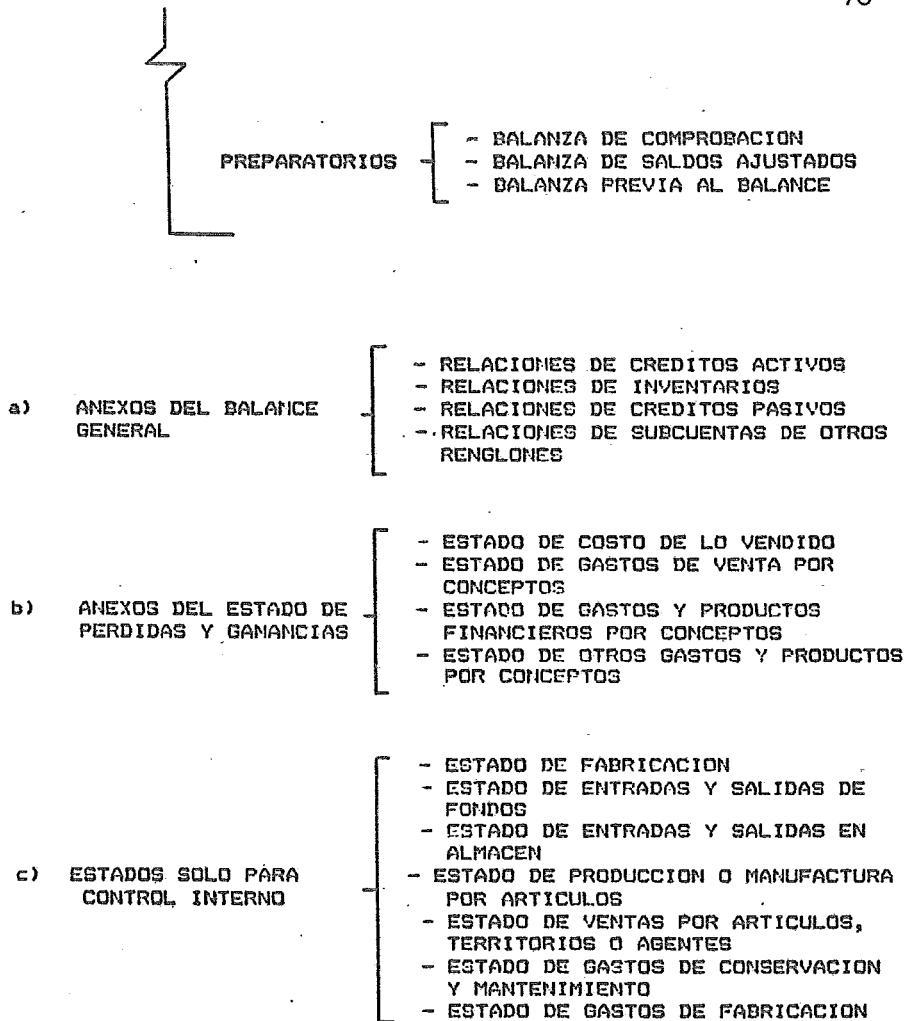 PREPARATORIOS
- BALANZA DE COMPROBACION
- BALANZA DE SALDOS AJUSTADOS
- BALANZA PREVIA AL BALANCE
a) ANEXOS DEL BALANCE
GENERAL
- RELACIONES DE CREDITOS ACTIVOS
- RELACIONES DE INVENTARIOS
- RELACIONES DE CREDITOS PASIVOS
- RELACIONES DE SUBCUENTAS DE OTROS
RENGLONES
b) ANEXOS DEL ESTADO DE
PERDIDAS Y GANANCIAS
- ESTADO DE COSTO DE LO VENDIDO
- ESTADO DE GASTOS DE VENTA POR
CONCEPTOS
- ESTADO DE GASTOS Y PRODUCTOS
FINANCIEROS POR CONCEPTOS
- ESTADO DE OTROS GASTOS Y PRODUCTOS
POR CONCEPTOS
c) ESTADOS SOLO PARA
CONTROL INTERNO
- ESTADO DE FABRICACION
- ESTADO DE ENTRADAS Y SALIDAS DE
FONDOS
- ESTADO DE ENTRADAS Y SALIDAS EN
ALMACEN
- ESTADO DE PRODUCCION O MANUFACTURA
POR ARTICULOS
- ESTADO DE VENTAS POR ARTICULOS,
TERRITORIOS O AGENTES
- ESTADO DE GASTOS DE CONSERVACION
Y MANTENIMIENTO
- ESTADO DE GASTOS DE FABRICACION